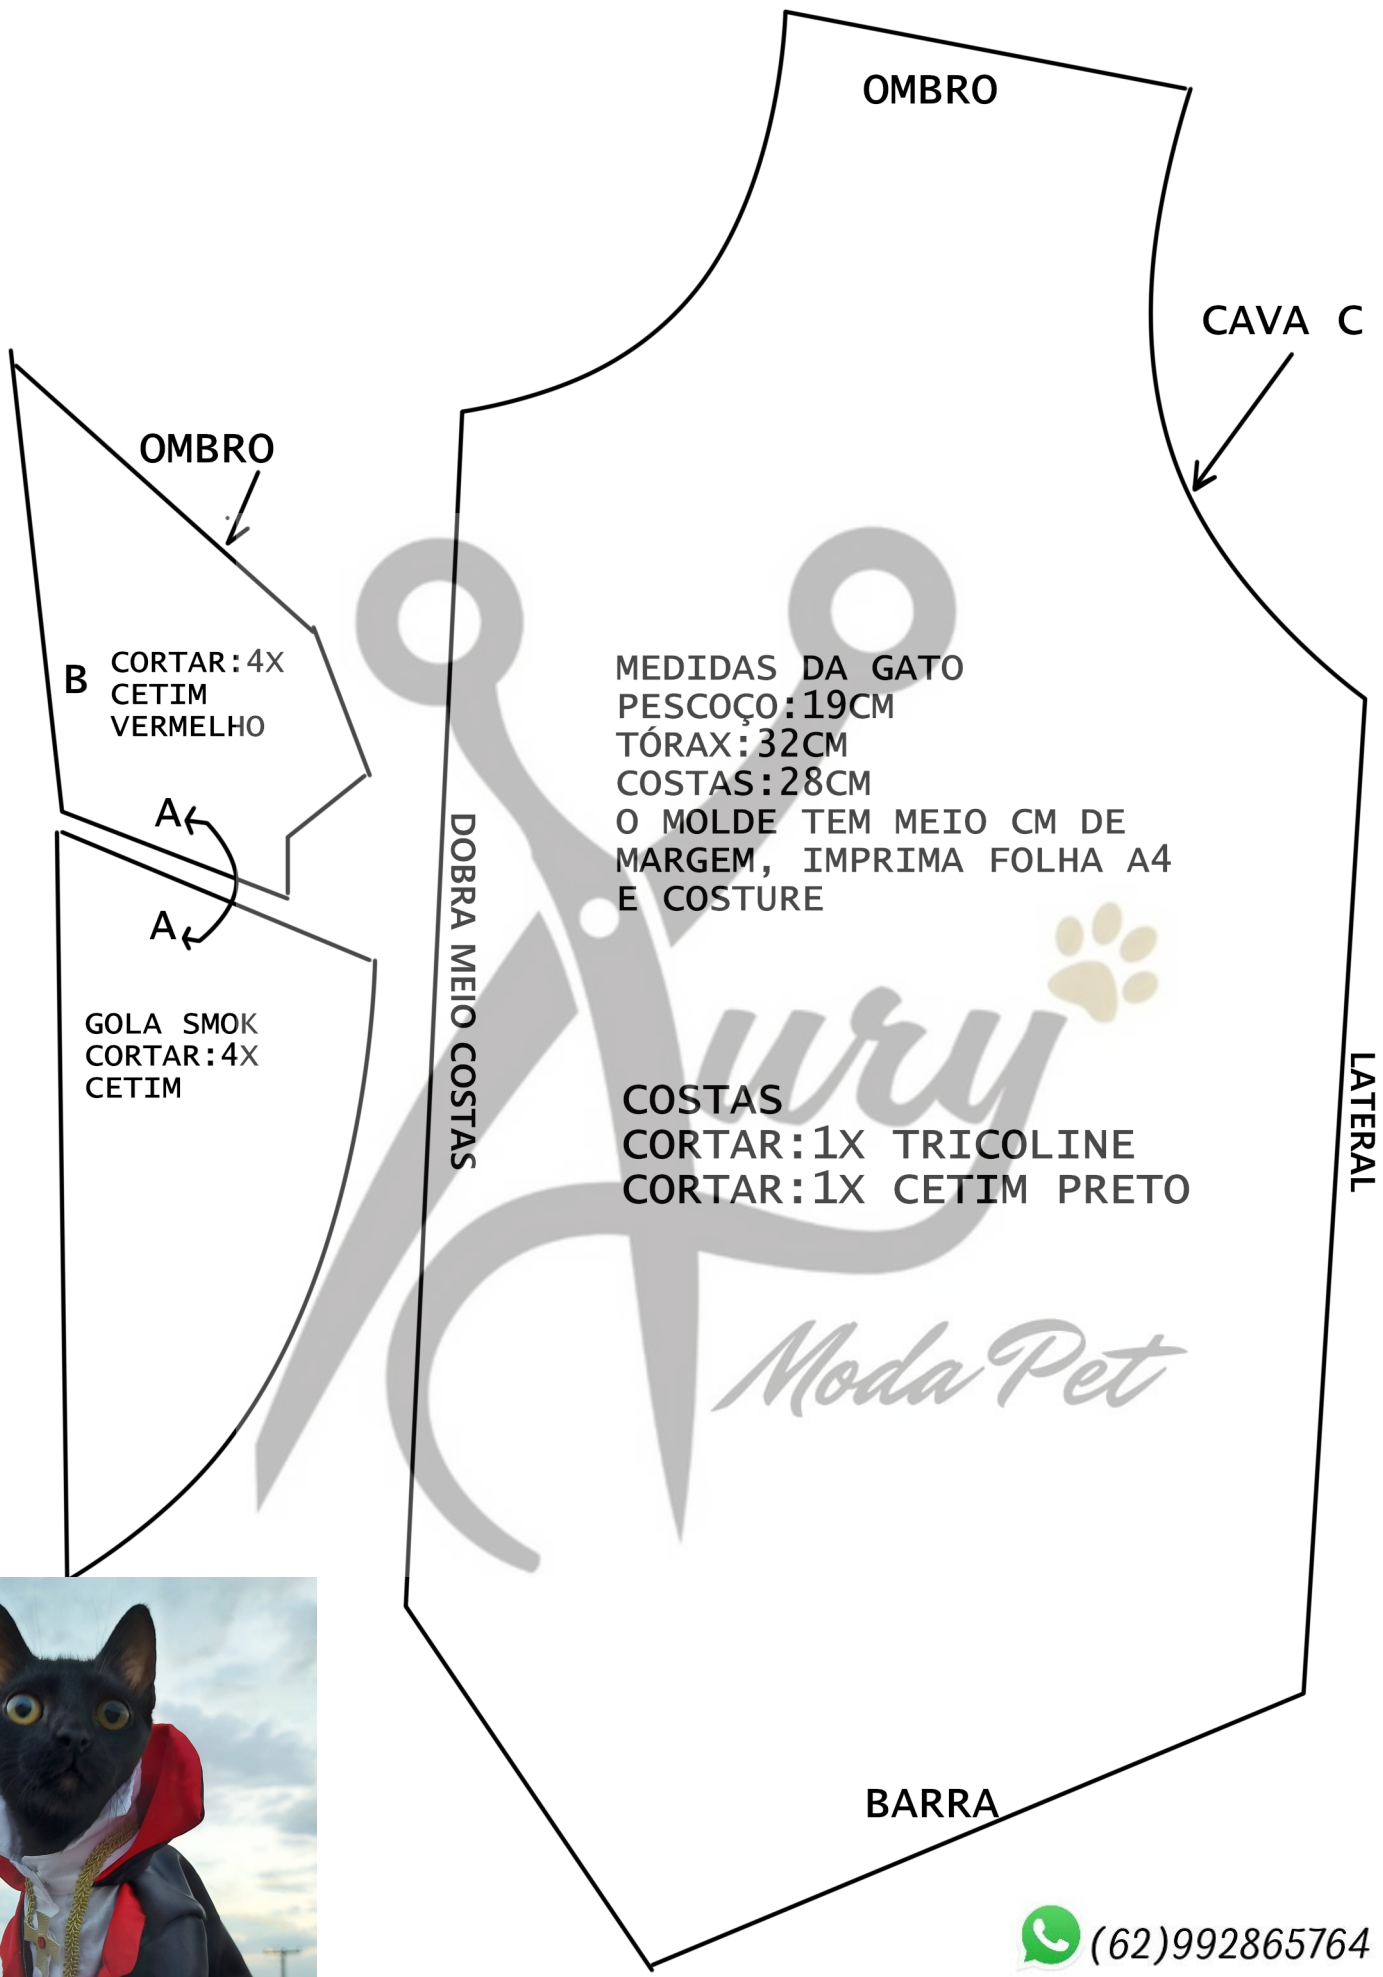 OMBRO
CAVA C
OMBRO
B
CORTAR:4X
CETIM
VERMELHO
A
A
GOLA SMOK
CORTAR:4X
CETIM
DOBRA MEIO COSTAS
MEDIDAS DA GATO
PESCOÇO:19CM
TÓRAX:32CM
COSTAS:28CM
O MOLDE TEM MEIO CM DE
MARGEM, IMPRIMA FOLHA A4
E COSTURE
Aury
COSTAS
CORTAR:1X TRICOLINE
CORTAR:1X CETIM PRETO
Moda Pet
LATERAL
BARRA
(62)992865764